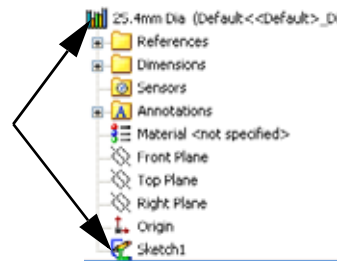 25.4mm Dia (Default<<Default>_D
References
Dimensions
Sensors
Annotations
Material <not specified>
Front Plane
Top Plane
Right Plane
Origin
Sketch1